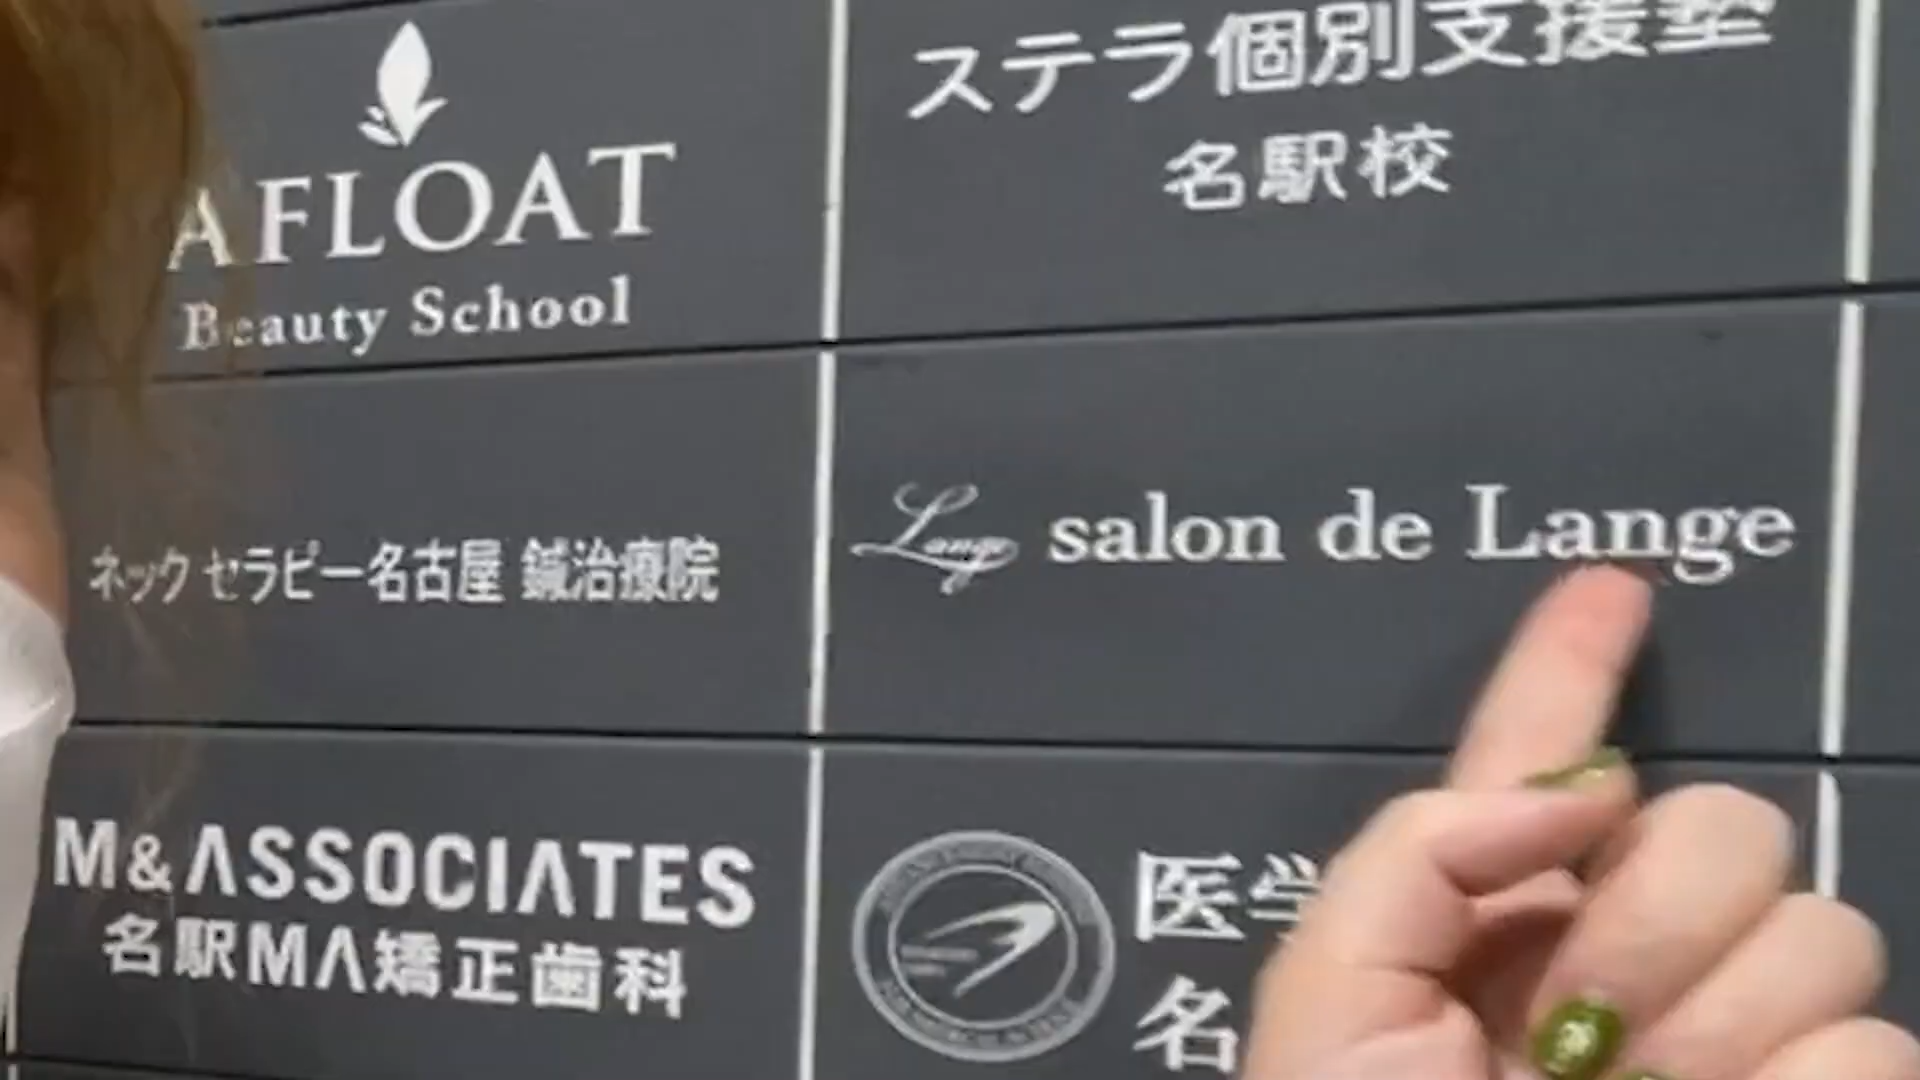 AFLOAT
Beauty School
ステラ個別支援塾
名駅校
ネックセラピー名古屋 鍼治療院
Lange salon de Lange
M&ASSOCIATES
名駅MA矯正歯科
医学
名